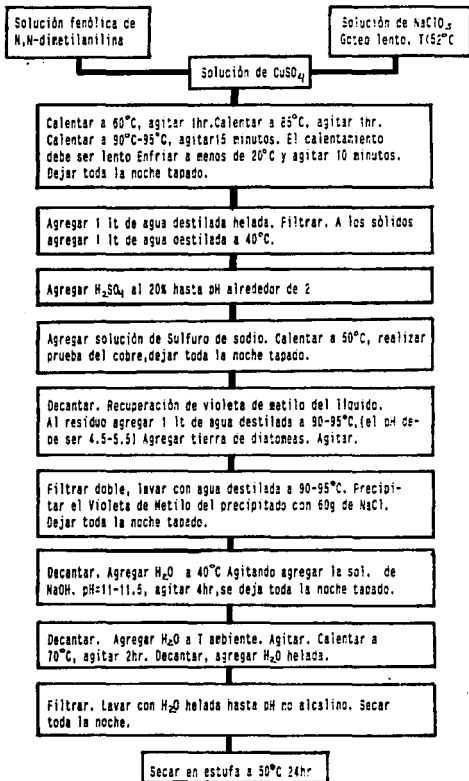 Solución fenólica de
N,N-dimetilanilina
Solución de NaClO₃
Goteo lento. T<52°C
Solución de CuSO₄
Calentar a 60°C, agitar 1hr.Calentar a 85°C, agitar 1hr.
Calentar a 90°C-95°C, agitar15 minutos. El calentamiento
debe ser lento Enfriar a menos de 20°C y agitar 10 minutos.
Dejar toda la noche tapado.
Agregar 1 lt de agua destilada helada. Filtrar. A los sólidos
agregar 1 lt de agua destilada a 40°C.
Agregar H₂SO₄ al 20% hasta pH alrededor de 2
Agregar solución de Sulfuro de sodio. Calentar a 50°C, realizar
prueba del cobre,dejar toda la noche tapado.
Decantar. Recuperación de violeta de metilo del líquido.
Al residuo agregar 1 lt de agua destilada a 90-95°C.(el pH de-
be ser 4.5-5.5) Agregar tierra de diatomeas. Agitar.
Filtrar doble, lavar con agua destilada a 90-95°C. Precipi-
tar el Violeta de Metilo del precipitado con 60g de NaCl.
Dejar toda la noche tapado.
Decantar. Agregar H₂O a 40°C Agitando agregar la sol. de
NaOH. pH=11-11.5, agitar 4hr,se deja toda la noche tapado.
Decantar. Agregar H₂O a T ambiente. Agitar. Calentar a
70°C, agitar 2hr. Decantar, agregar H₂O helada.
Filtrar. Lavar con H₂O helada hasta pH no alcalino. Secar
toda la noche.
Secar en estufa a 50°C 24hr